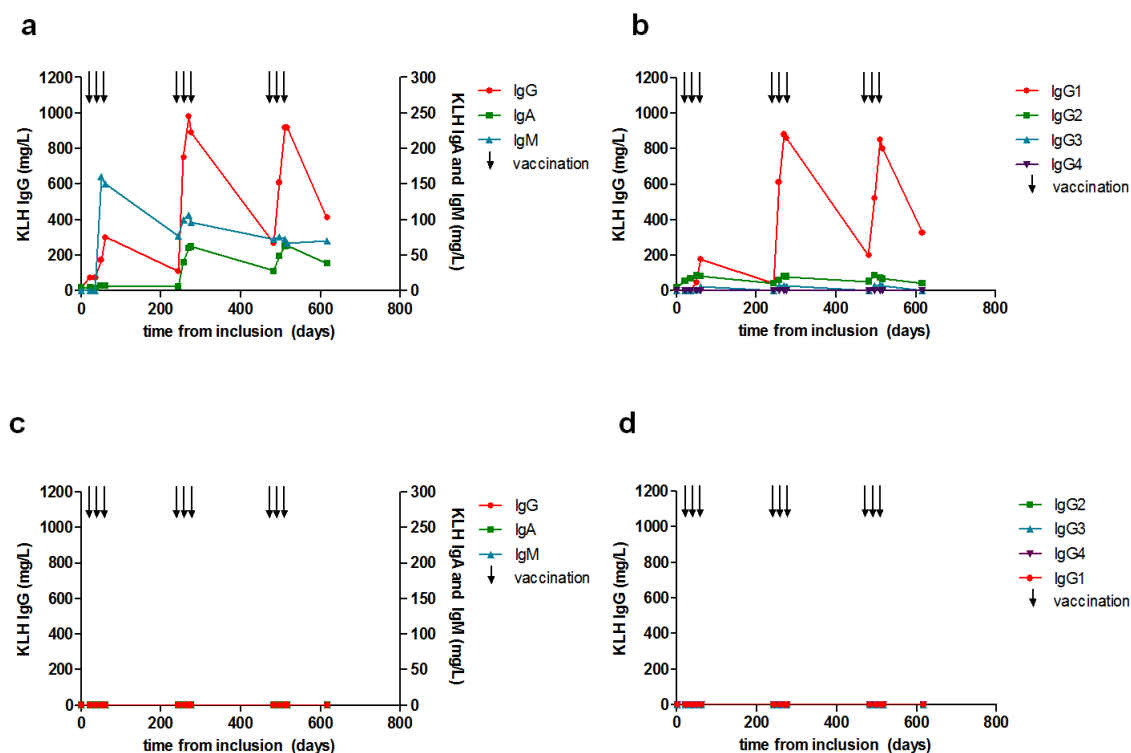 a
KLH IgG (mg/L)
1200
1000
800
600
400
200
0
300
250
200
150
100
50
0
KLH IgA and IgM (mg/L)
0 200 400 600 800
time from inclusion (days)
IgG
IgA
IgM
vaccination
b
KLH IgG (mg/L)
1200
1000
800
600
400
200
0
0 200 400 600 800
time from inclusion (days)
IgG1
IgG2
IgG3
IgG4
vaccination
c
KLH IgG (mg/L)
1200
1000
800
600
400
200
0
300
250
200
150
100
50
0
KLH IgA and IgM (mg/L)
0 200 400 600 800
time from inclusion (days)
IgG
IgA
IgM
vaccination
d
KLH IgG (mg/L)
1200
1000
800
600
400
200
0
0 200 400 600 800
time from inclusion (days)
IgG2
IgG3
IgG4
IgG1
vaccination